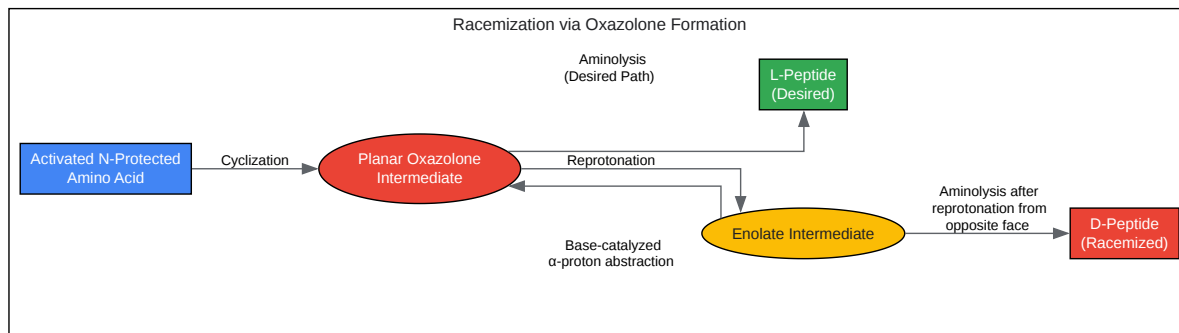 Racemization via Oxazolone Formation
Aminolysis
(Desired Path)
L-Peptide
(Desired)
Activated N-Protected
Amino Acid
Cyclization
Planar Oxazolone
Intermediate
Reprotonation
Base-catalyzed
α-proton abstraction
Enolate Intermediate
Aminolysis after
reprotonation from
opposite face
D-Peptide
(Racemized)